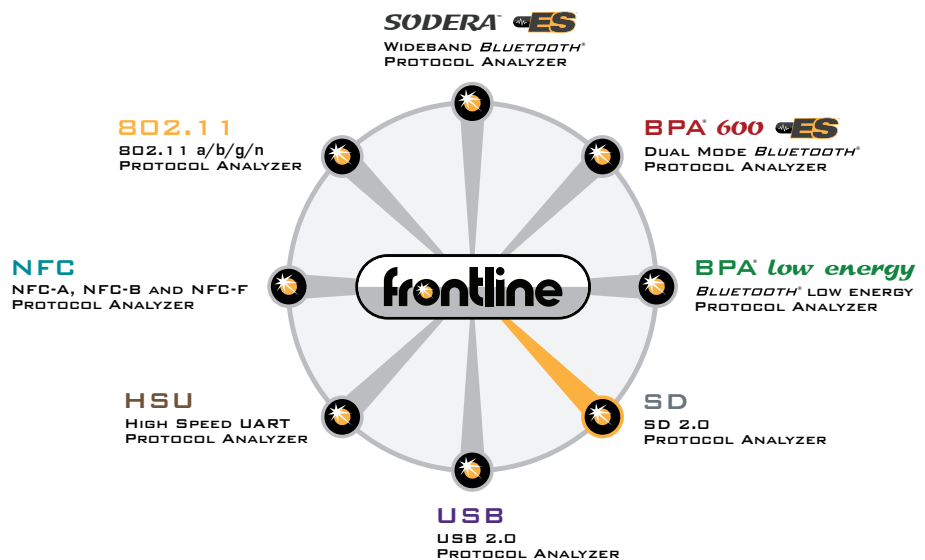 SODERA™ ES
WIDEBAND BLUETOOTH®
PROTOCOL ANALYZER
802.11
802.11 a/b/g/n
PROTOCOL ANALYZER
BPA® 600 ES
DUAL MODE BLUETOOTH®
PROTOCOL ANALYZER
NFC
NFC-A, NFC-B AND NFC-F
PROTOCOL ANALYZER
frontline
BPA® low energy
BLUETOOTH® LOW ENERGY
PROTOCOL ANALYZER
HSU
HIGH SPEED UART
PROTOCOL ANALYZER
SD
SD 2.0
PROTOCOL ANALYZER
USB
USB 2.0
PROTOCOL ANALYZER